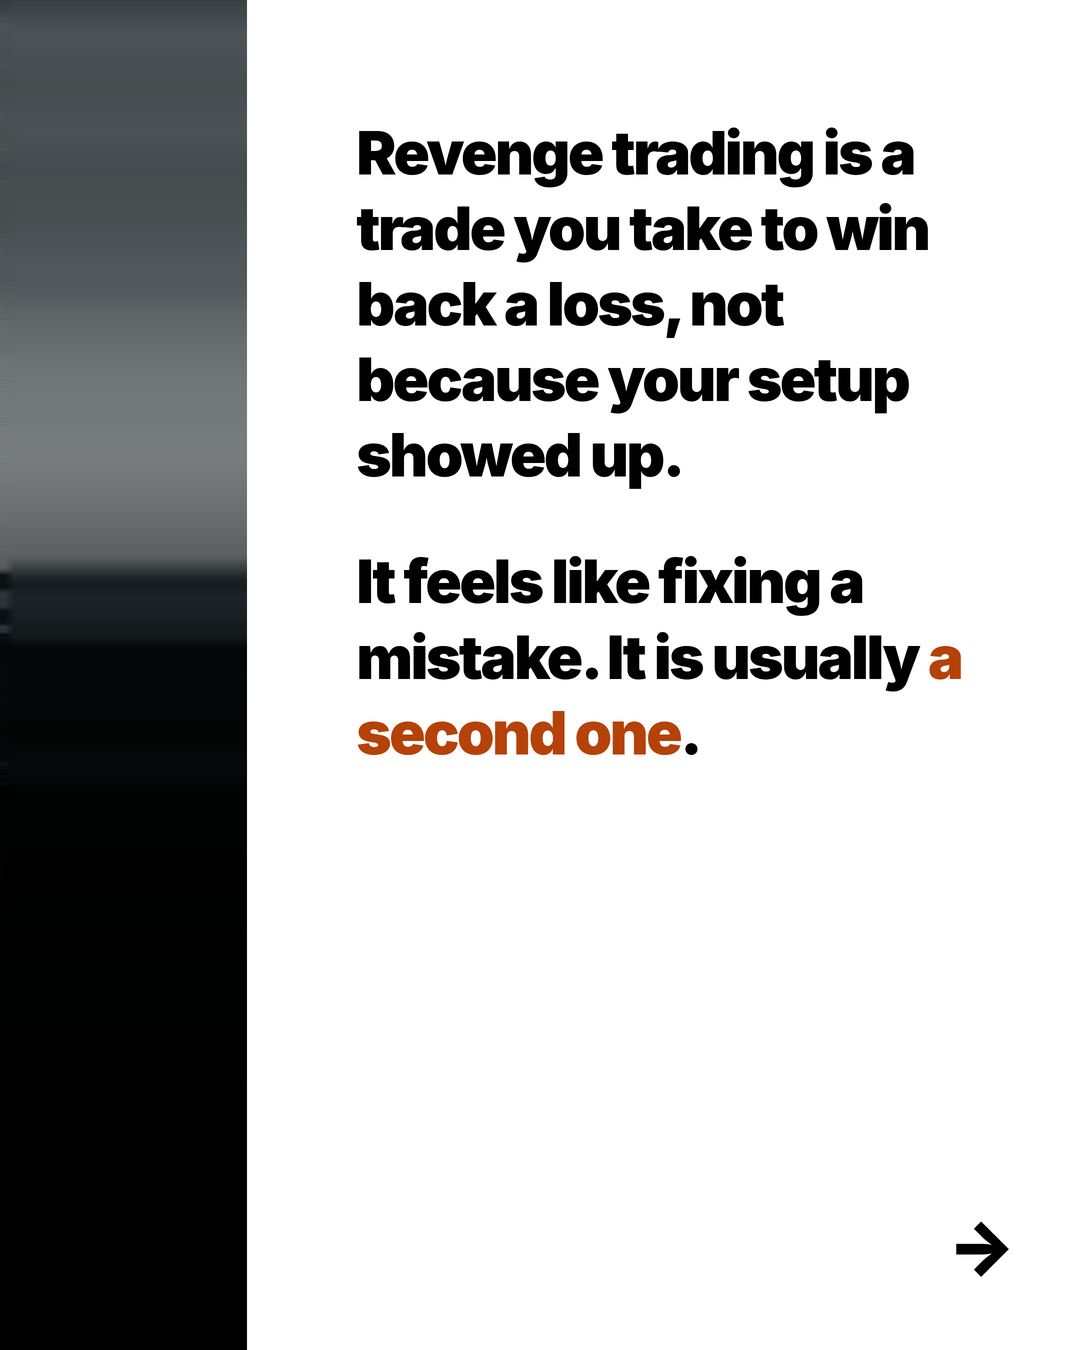 Revenge trading is a
trade you take to win
back a loss, not
because your setup
showed up.
It feels like fixing a
mistake. It is usually a
second one.